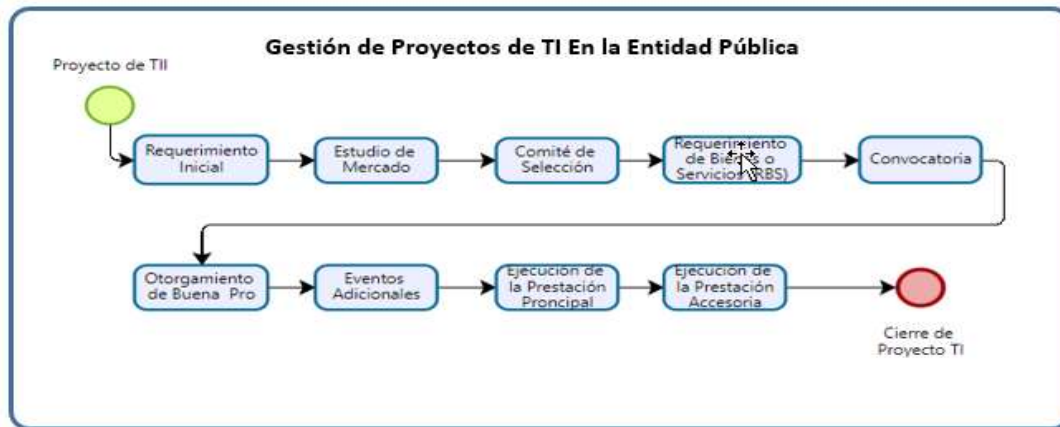 Gestión de Proyectos de TI En la Entidad Pública
Proyecto de TII
Requerimiento
Inicial
Estudio de
Mercado
Comité de
Selección
Requerimiento
de Bienes o
Servicios (RBS)
Convocatoria
Otorgamiento
de Buena Pro
Eventos
Adicionales
Ejecución de
la Prestación
Proncipal
Ejecución de
la Prestación
Accesoria
Cierre de
Proyecto TI